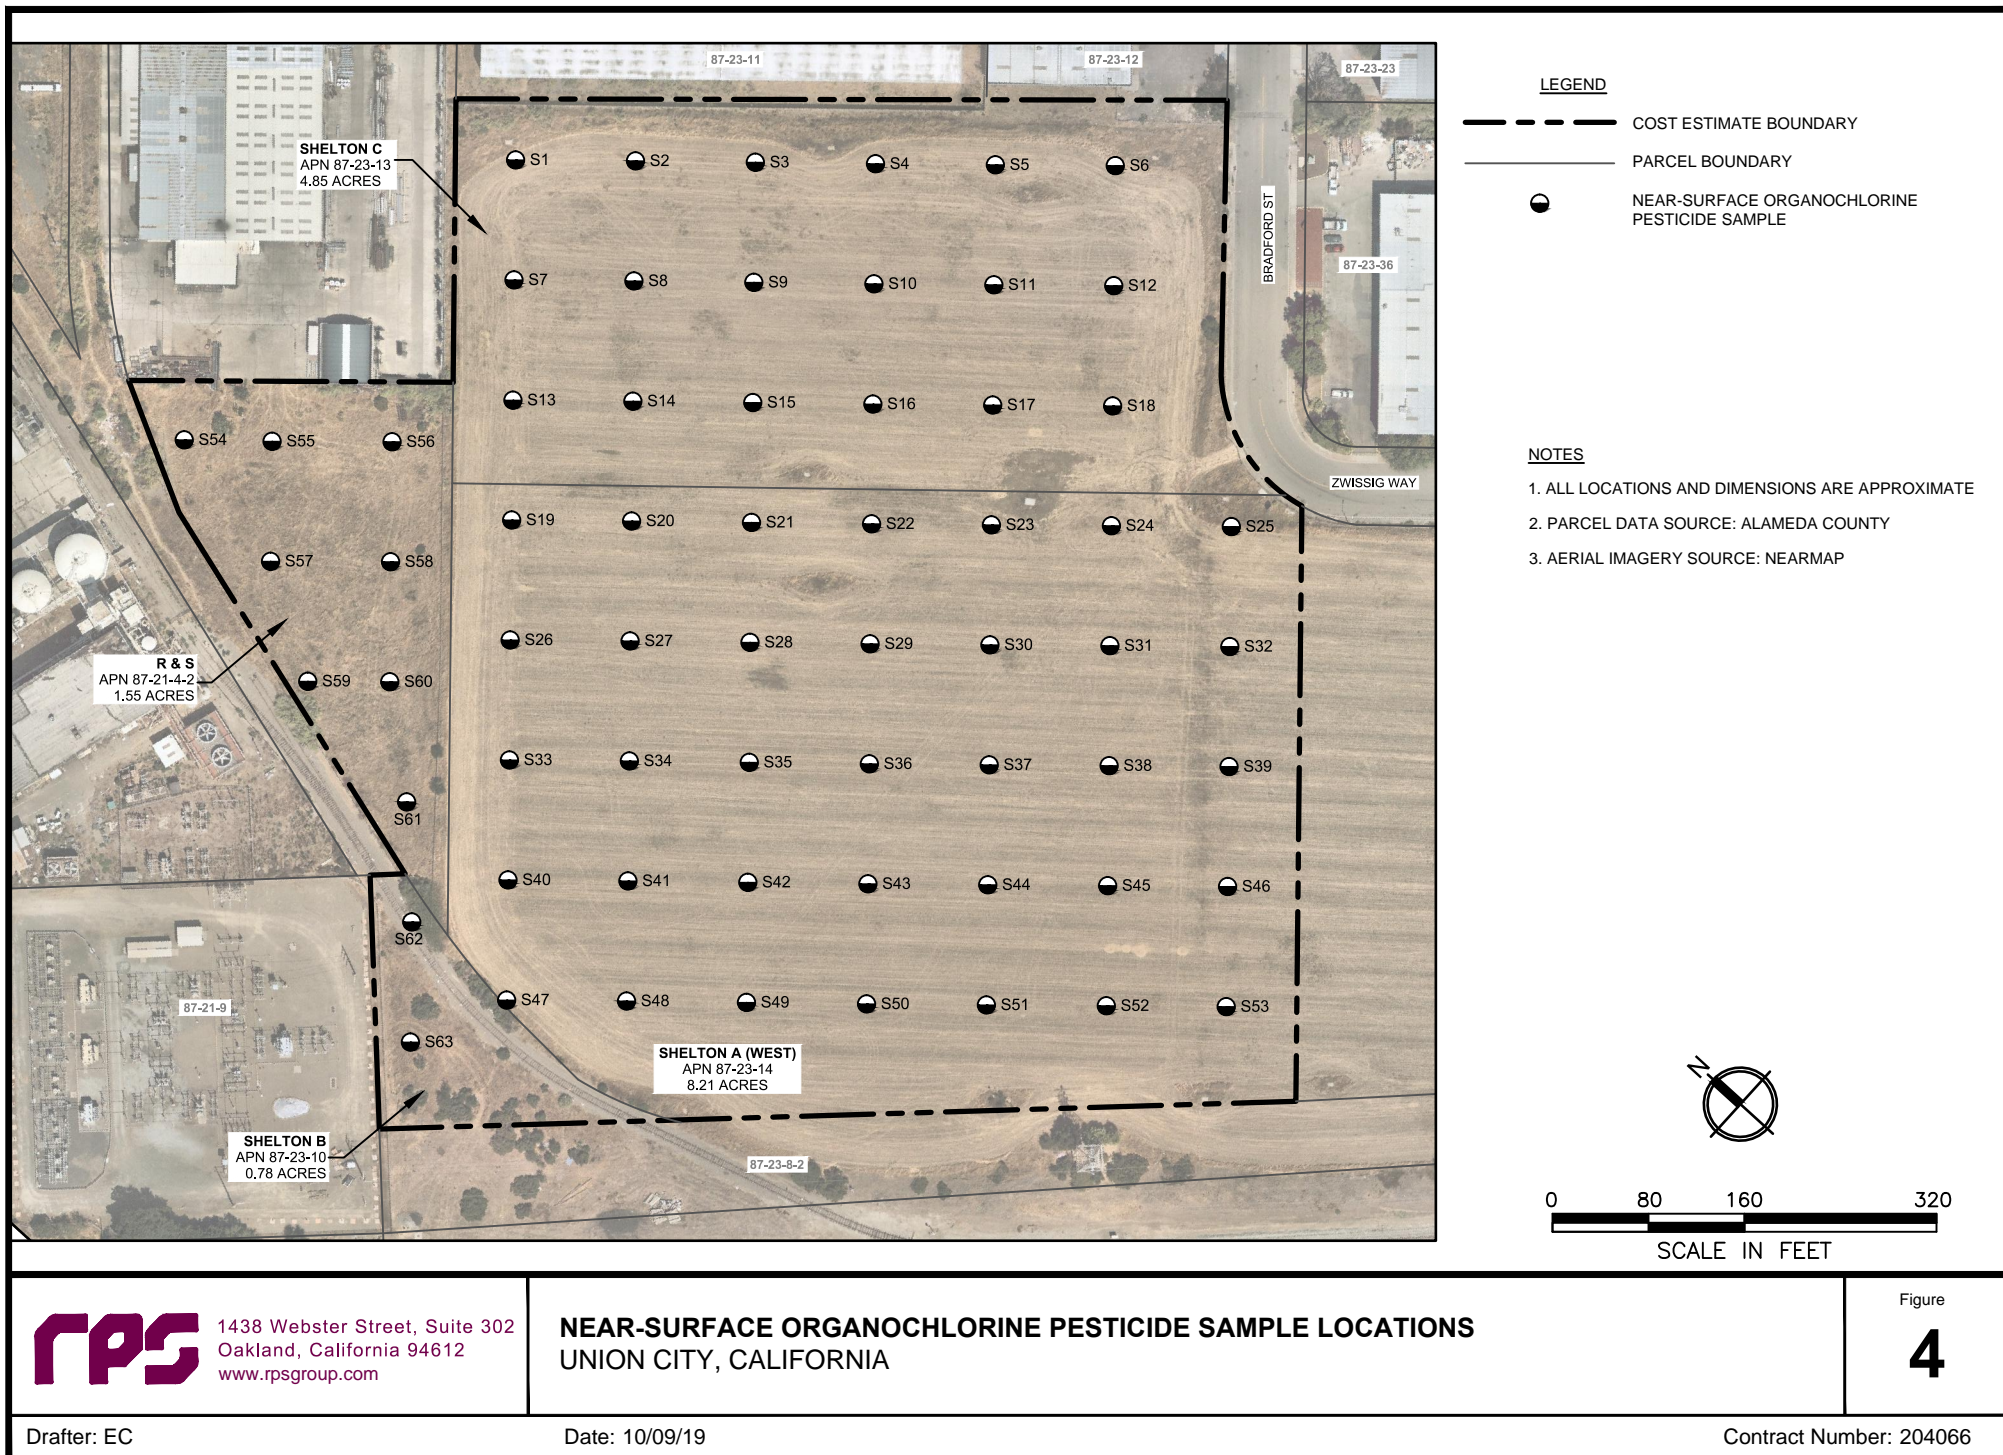 87-23-11
87-23-12
87-23-23
SHELTON C
APN 87-23-13
4.85 ACRES
S1
S2
S3
S4
S5
S6
BRADFORD ST
S7
S8
S9
S10
S11
S12
87-23-36
S13
S14
S15
S16
S17
S18
S54
S55
S56
ZWISSIG WAY
S19
S20
S21
S22
S23
S24
S25
S57
S58
S26
S27
S28
S29
S30
S31
S32
R & S
APN 87-21-4-2
1.55 ACRES
S59
S60
S33
S34
S35
S36
S37
S38
S39
S61
S40
S41
S42
S43
S44
S45
S46
S62
S47
S48
S49
S50
S51
S52
S53
87-21-9
S63
SHELTON A (WEST)
APN 87-23-14
8.21 ACRES
SHELTON B
APN 87-23-10
0.78 ACRES
87-23-8-2
LEGEND
COST ESTIMATE BOUNDARY
PARCEL BOUNDARY
NEAR-SURFACE ORGANOCHLORINE
PESTICIDE SAMPLE
NOTES
1. ALL LOCATIONS AND DIMENSIONS ARE APPROXIMATE
2. PARCEL DATA SOURCE: ALAMEDA COUNTY
3. AERIAL IMAGERY SOURCE: NEARMAP
N
0 80 160 320
SCALE IN FEET
rps
1438 Webster Street, Suite 302
Oakland, California 94612
www.rpsgroup.com
NEAR-SURFACE ORGANOCHLORINE PESTICIDE SAMPLE LOCATIONS
UNION CITY, CALIFORNIA
Figure
4
Drafter: EC
Date: 10/09/19
Contract Number: 204066